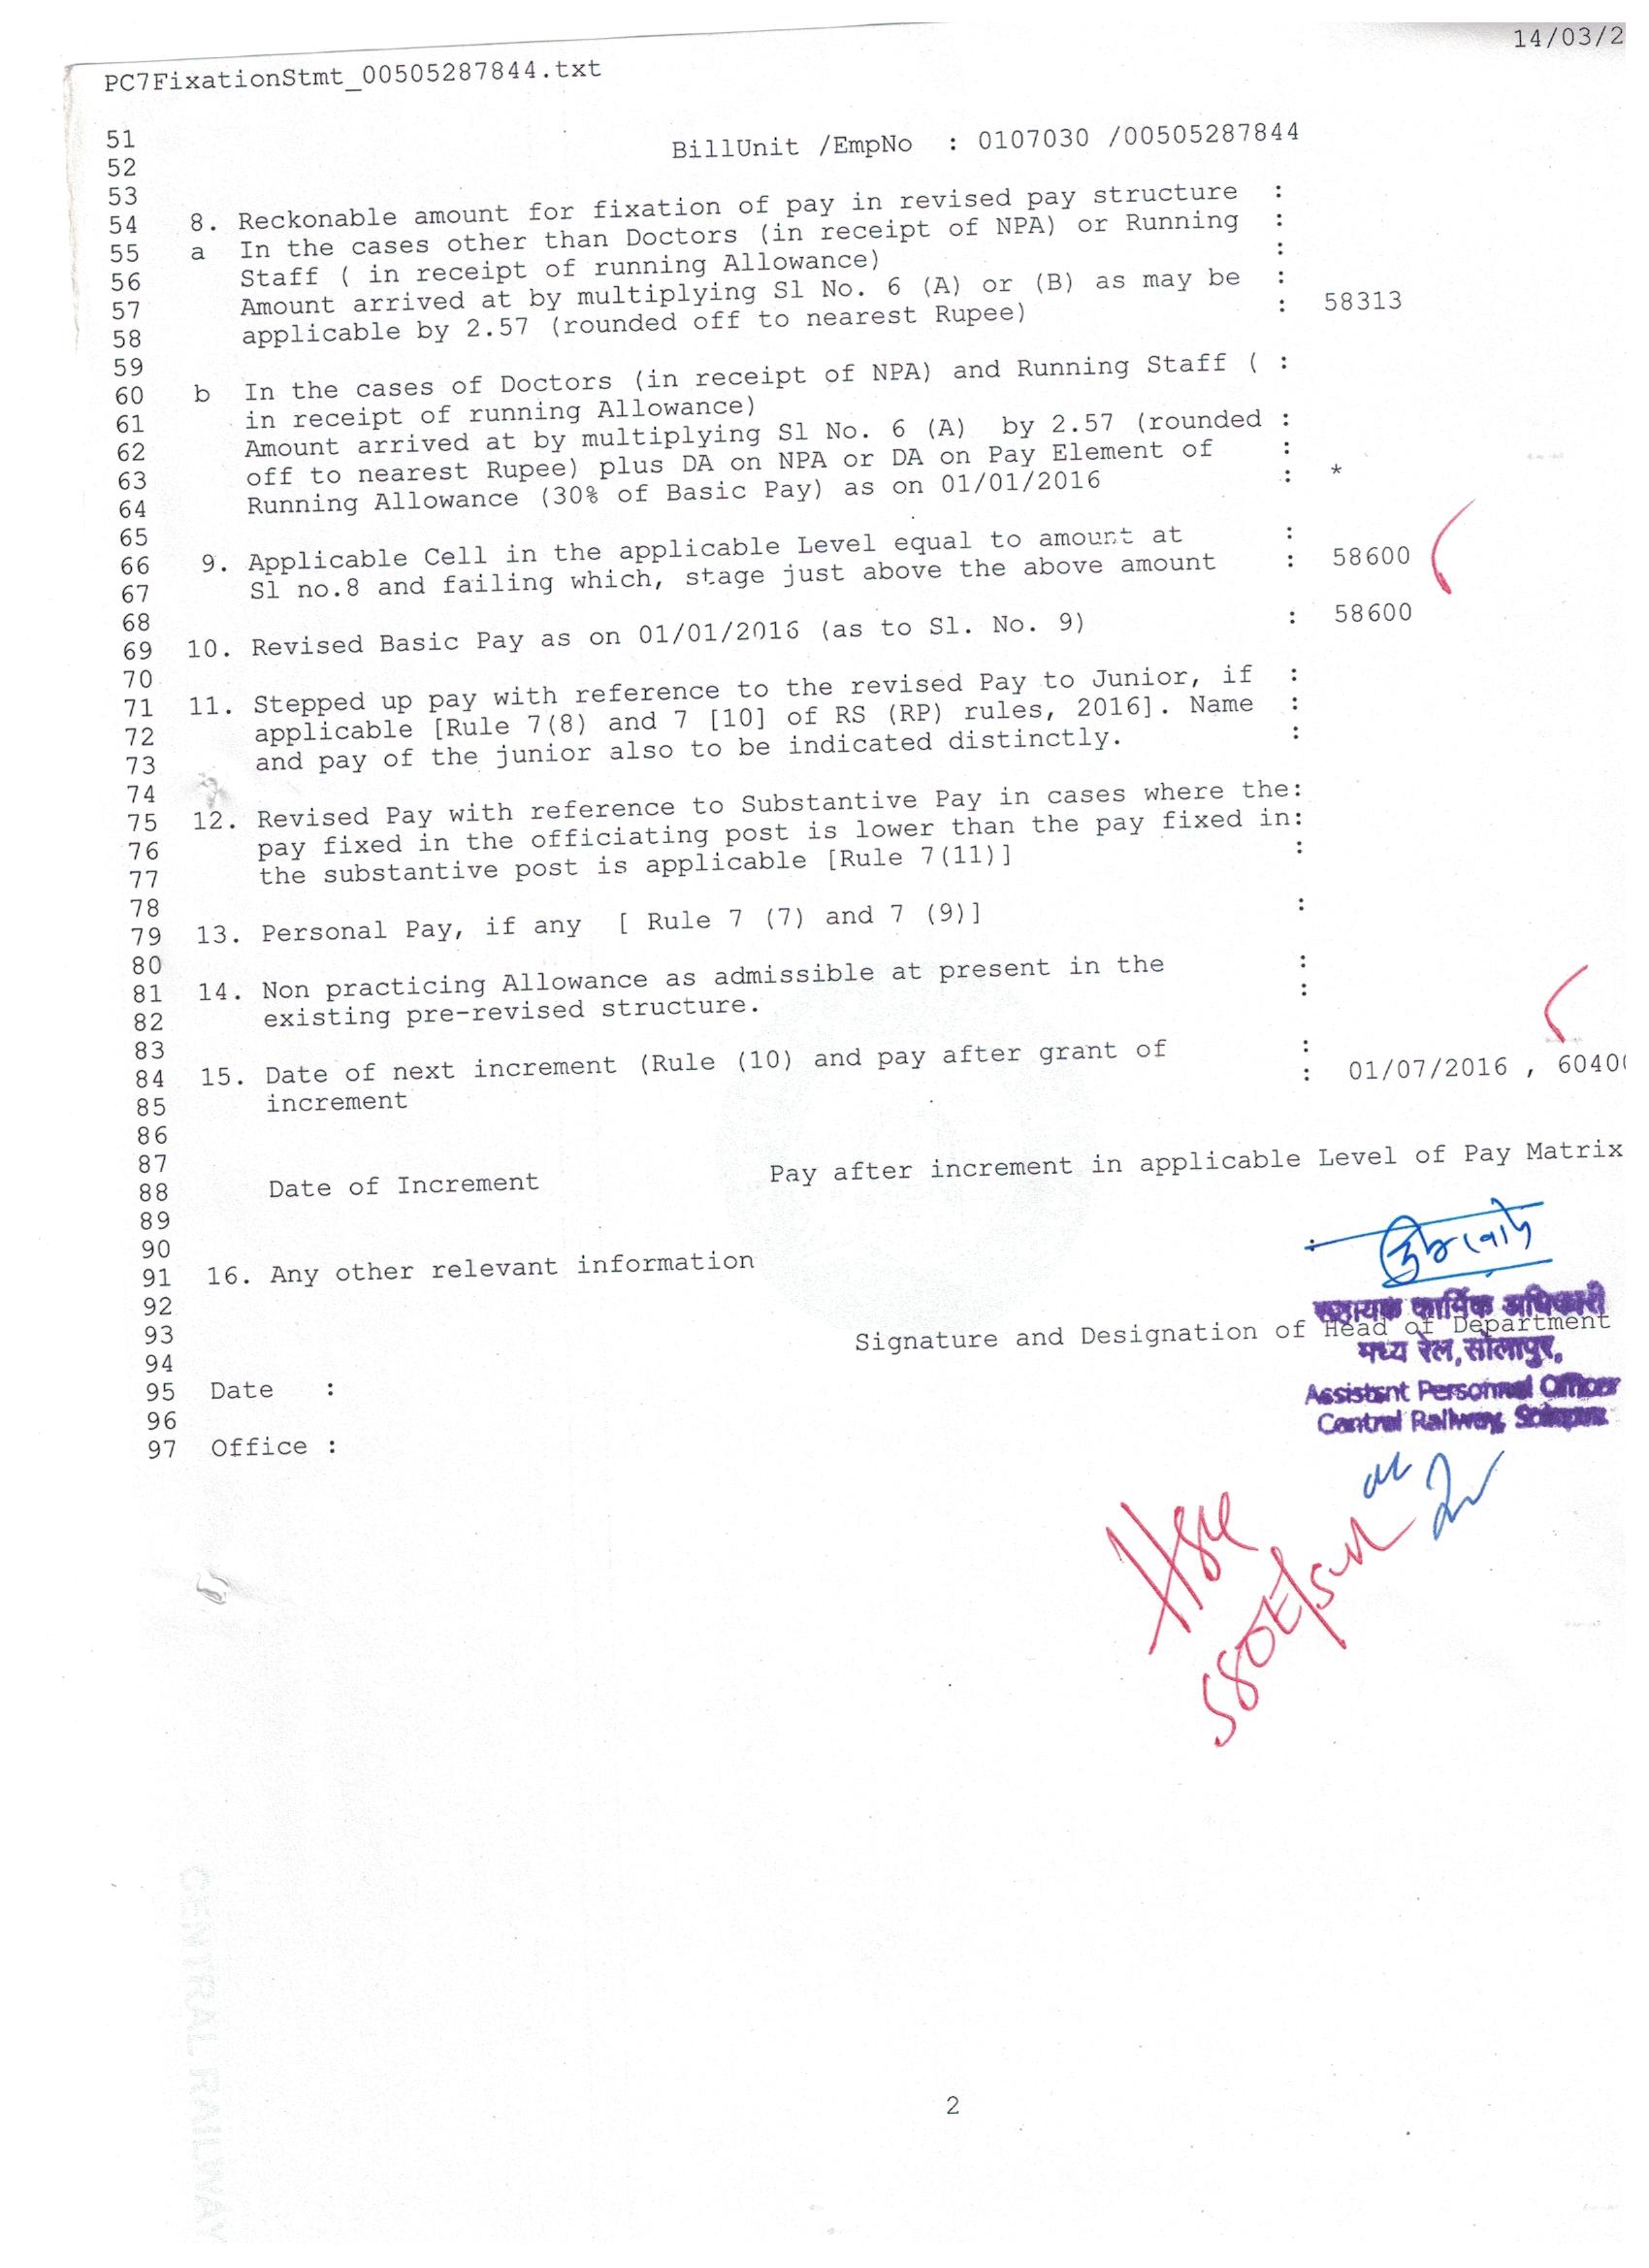 14/03/2
PC7FixationStmt_00505287844.txt
51
52 BillUnit /EmpNo : 0107030 /00505287844
53
54 8. Reckonable amount for fixation of pay in revised pay structure :
55 a In the cases other than Doctors (in receipt of NPA) or Running :
56 Staff ( in receipt of running Allowance) :
57 Amount arrived at by multiplying Sl No. 6 (A) or (B) as may be :
58 applicable by 2.57 (rounded off to nearest Rupee) : 58313
59
60 b In the cases of Doctors (in receipt of NPA) and Running Staff ( :
61 in receipt of running Allowance)
62 Amount arrived at by multiplying Sl No. 6 (A) by 2.57 (rounded :
63 off to nearest Rupee) plus DA on NPA or DA on Pay Element of :
64 Running Allowance (30% of Basic Pay) as on 01/01/2016 : *
65
66 9. Applicable Cell in the applicable Level equal to amount at :
67 Sl no.8 and failing which, stage just above the above amount : 58600
68
69 10. Revised Basic Pay as on 01/01/2016 (as to Sl. No. 9) : 58600
70
71 11. Stepped up pay with reference to the revised Pay to Junior, if :
72 applicable [Rule 7(8) and 7 [10] of RS (RP) rules, 2016]. Name :
73 and pay of the junior also to be indicated distinctly. :
74
75 12. Revised Pay with reference to Substantive Pay in cases where the:
76 pay fixed in the officiating post is lower than the pay fixed in:
77 the substantive post is applicable [Rule 7(11)] :
78
79 13. Personal Pay, if any [ Rule 7 (7) and 7 (9)] :
80
81 14. Non practicing Allowance as admissible at present in the :
82 existing pre-revised structure. :
83
84 15. Date of next increment (Rule (10) and pay after grant of :
85 increment : 01/07/2016 , 6040
86
87
88 Date of Increment Pay after increment in applicable Level of Pay Matrix
89
90
91 16. Any other relevant information :
92
93 सहायक कार्मिक अधिकारी
94 Signature and Designation of Head of Department
मध्य रेल, सोलापुर,
95 Date :
Assistant Personnel Officer
96 Central Railway, Solapur
97 Office :
2
CENTRAL RAILWAY